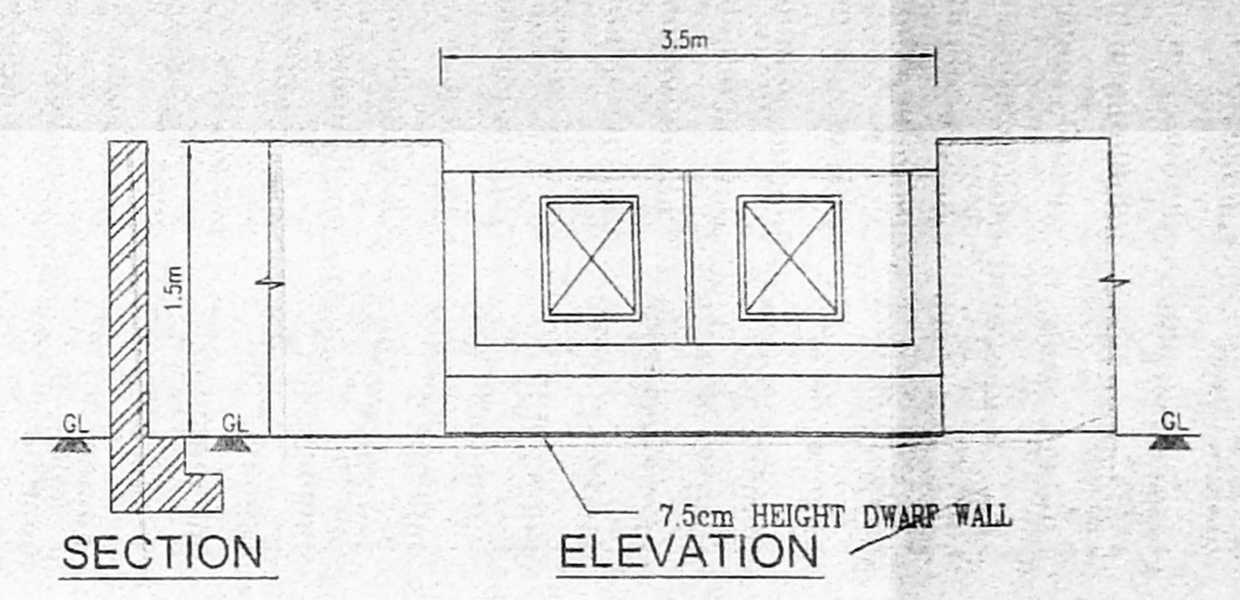 3.5m
1.5m
GL
GL
GL
7.5cm HEIGHT DWARF WALL
SECTION
ELEVATION